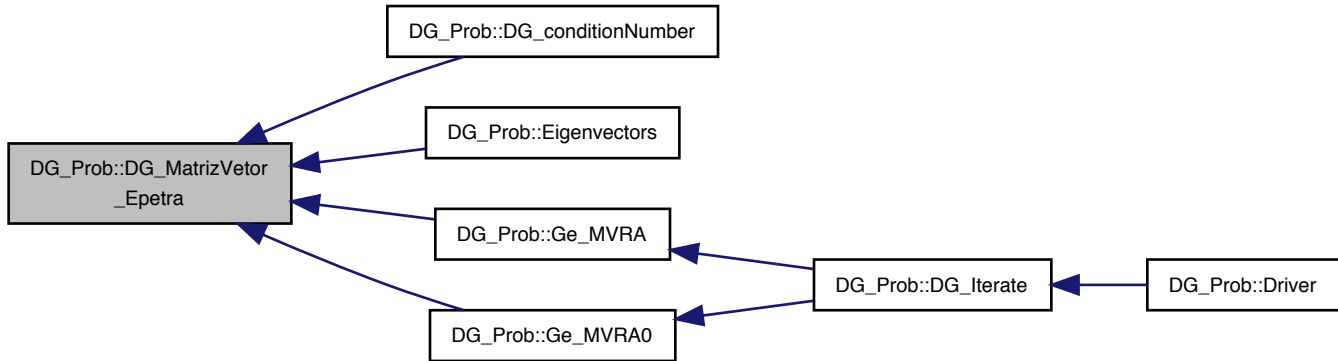 DG_Prob::DG_conditionNumber
DG_Prob::Eigenvectors
DG_Prob::DG_MatrizVetor
_Epetra
DG_Prob::Ge_MVRA
DG_Prob::DG_Iterate
DG_Prob::Driver
DG_Prob::Ge_MVRA0